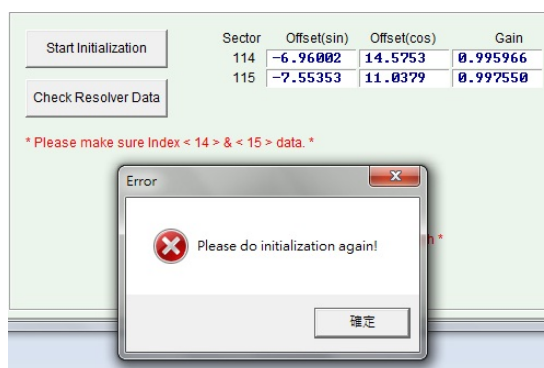 Start Initialization
Sector Offset(sin) Offset(cos) Gain
114 -6.96002 14.5753 0.995966
115 -7.55353 11.0379 0.997550
Check Resolver Data
* Please make sure Index < 14 > & < 15 > data. *
Error
Please do initialization again!
確定